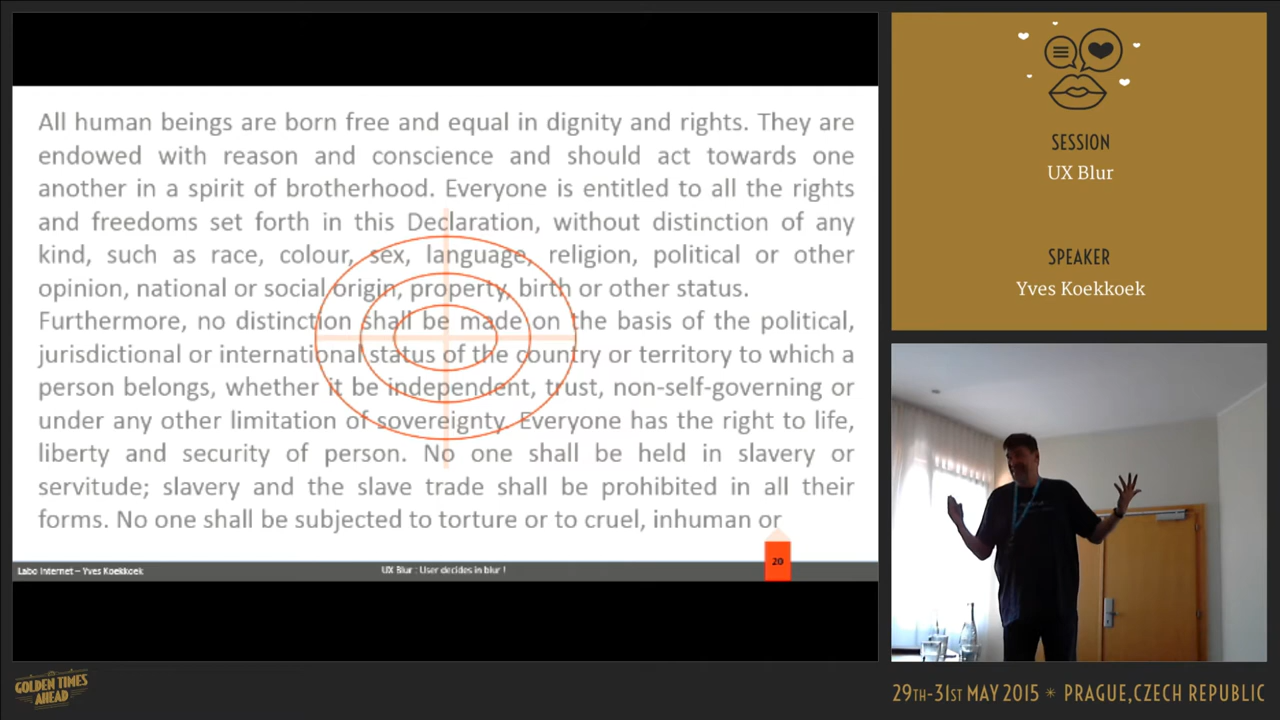 All human beings are born free and equal in dignity and rights. They are
endowed with reason and conscience and should act towards one
another in a spirit of brotherhood. Everyone is entitled to all the rights
and freedoms set forth in this Declaration, without distinction of any
kind, such as race, colour, sex, language, religion, political or other
opinion, national or social origin, property, birth or other status.
Furthermore, no distinction shall be made on the basis of the political,
jurisdictional or international status of the country or territory to which a
person belongs, whether it be independent, trust, non-self-governing or
under any other limitation of sovereignty. Everyone has the right to life,
liberty and security of person. No one shall be held in slavery or
servitude; slavery and the slave trade shall be prohibited in all their
forms. No one shall be subjected to torture or to cruel, inhuman or
Labo Internet – Yves Koekkoek
UX Blur : User decides in blur !
20
SESSION
UX Blur
SPEAKER
Yves Koekkoek
GOLDEN TIMES
AHEAD
29TH-31ST MAY 2015 * PRAGUE, CZECH REPUBLIC